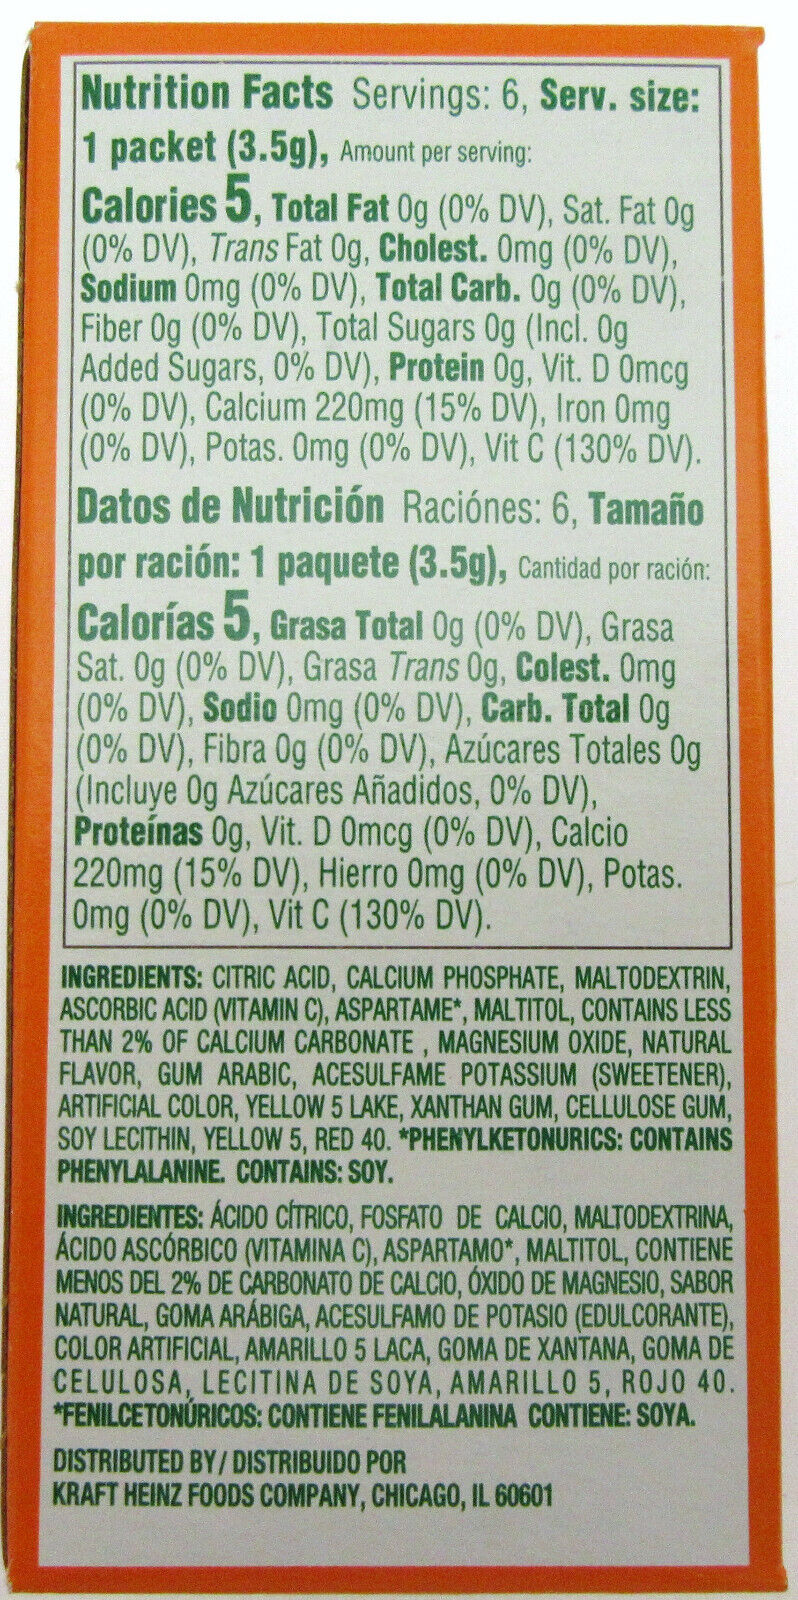 Nutrition Facts Servings: 6, Serv. size:
1 packet (3.5g), Amount per serving:
Calories 5, Total Fat 0g (0% DV), Sat. Fat 0g
(0% DV), Trans Fat 0g, Cholest. 0mg (0% DV),
Sodium 0mg (0% DV), Total Carb. 0g (0% DV),
Fiber 0g (0% DV), Total Sugars 0g (Incl. 0g
Added Sugars, 0% DV), Protein 0g, Vit. D 0mcg
(0% DV), Calcium 220mg (15% DV), Iron 0mg
(0% DV), Potas. 0mg (0% DV), Vit C (130% DV).
Datos de Nutrición Raciónes: 6, Tamaño
por ración: 1 paquete (3.5g), Cantidad por ración:
Calorías 5, Grasa Total 0g (0% DV), Grasa
Sat. 0g (0% DV), Grasa Trans 0g, Colest. 0mg
(0% DV), Sodio 0mg (0% DV), Carb. Total 0g
(0% DV), Fibra 0g (0% DV), Azúcares Totales 0g
(Incluye 0g Azúcares Añadidos, 0% DV),
Proteínas 0g, Vit. D 0mcg (0% DV), Calcio
220mg (15% DV), Hierro 0mg (0% DV), Potas.
0mg (0% DV), Vit C (130% DV).
INGREDIENTS: CITRIC ACID, CALCIUM PHOSPHATE, MALTODEXTRIN,
ASCORBIC ACID (VITAMIN C), ASPARTAME*, MALTITOL, CONTAINS LESS
THAN 2% OF CALCIUM CARBONATE , MAGNESIUM OXIDE, NATURAL
FLAVOR, GUM ARABIC, ACESULFAME POTASSIUM (SWEETENER),
ARTIFICIAL COLOR, YELLOW 5 LAKE, XANTHAN GUM, CELLULOSE GUM,
SOY LECITHIN, YELLOW 5, RED 40. *PHENYLKETONURICS: CONTAINS
PHENYLALANINE. CONTAINS: SOY.
INGREDIENTES: ÁCIDO CÍTRICO, FOSFATO DE CALCIO, MALTODEXTRINA,
ÁCIDO ASCÓRBICO (VITAMINA C), ASPARTAMO*, MALTITOL, CONTIENE
MENOS DEL 2% DE CARBONATO DE CALCIO, ÓXIDO DE MAGNESIO, SABOR
NATURAL, GOMA ARÁBIGA, ACESULFAMO DE POTASIO (EDULCORANTE),
COLOR ARTIFICIAL, AMARILLO 5 LACA, GOMA DE XANTANA, GOMA DE
CELULOSA, LECITINA DE SOYA, AMARILLO 5, ROJO 40.
*FENILCETONÚRICOS: CONTIENE FENILALANINA CONTIENE: SOYA.
DISTRIBUTED BY/ DISTRIBUIDO POR
KRAFT HEINZ FOODS COMPANY, CHICAGO, IL 60601